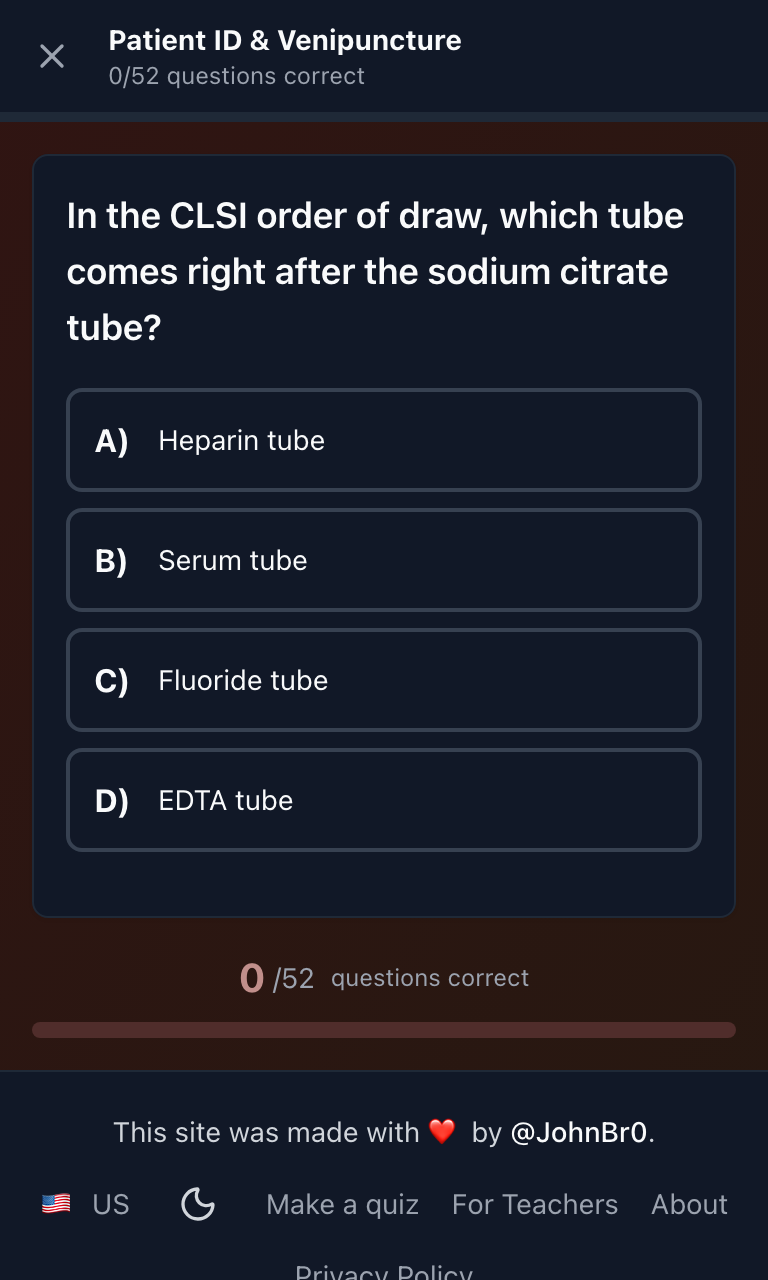 Patient ID & Venipuncture
0/52 questions correct
In the CLSI order of draw, which tube
comes right after the sodium citrate
tube?
A) Heparin tube
B) Serum tube
C) Fluoride tube
D) EDTA tube
0 /52 questions correct
This site was made with ❤️ by @JohnBr0.
🇺🇸 US Make a quiz For Teachers About
Privacy Policy